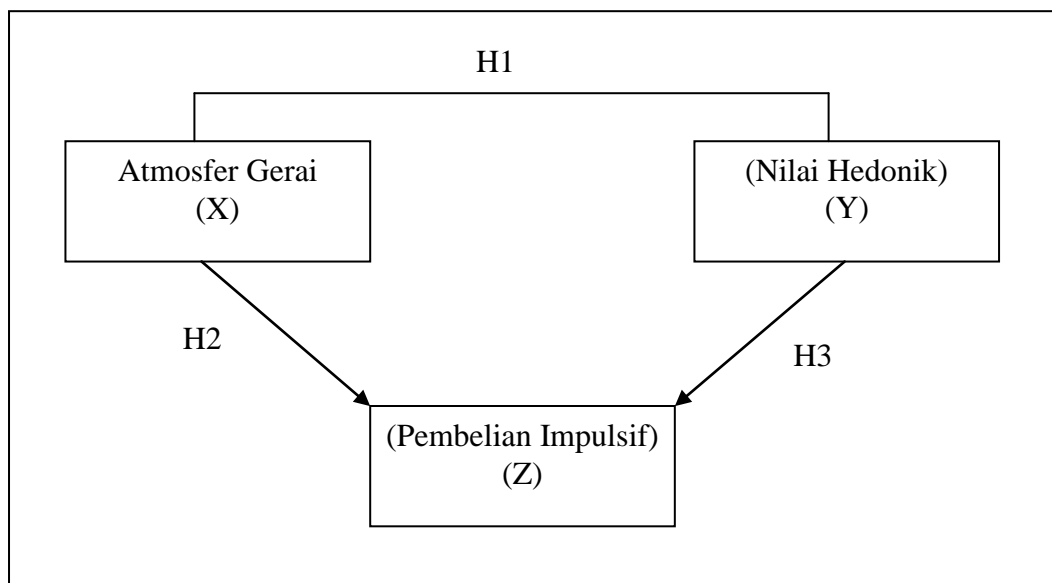 H1
Atmosfer Gerai
(X)
(Nilai Hedonik)
(Y)
H2
H3
(Pembelian Impulsif)
(Z)